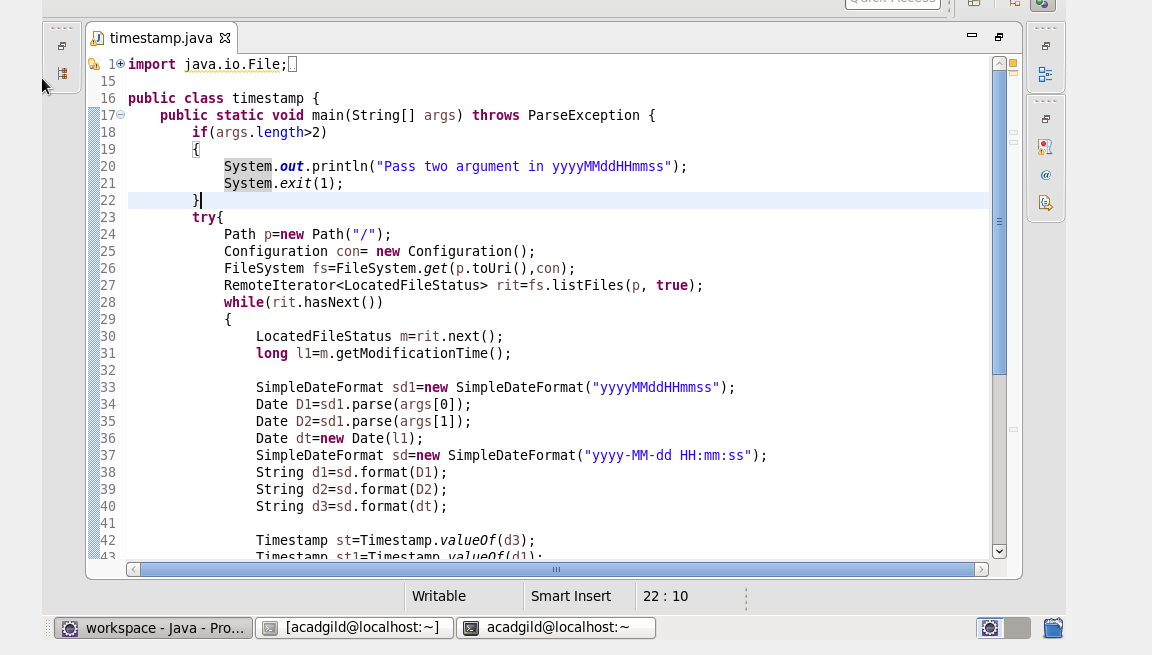 Quick Access
timestamp.java
1 import java.io.File;
15
16 public class timestamp {
17     public static void main(String[] args) throws ParseException {
18         if(args.length>2)
19         {
20             System.out.println("Pass two argument in yyyyMMddHHmmss");
21             System.exit(1);
22         }
23         try{
24             Path p=new Path("/");
25             Configuration con= new Configuration();
26             FileSystem fs=FileSystem.get(p.toUri(),con);
27             RemoteIterator<LocatedFileStatus> rit=fs.listFiles(p, true);
28             while(rit.hasNext())
29             {
30                 LocatedFileStatus m=rit.next();
31                 long l1=m.getModificationTime();
32
33                 SimpleDateFormat sd1=new SimpleDateFormat("yyyyMMddHHmmss");
34                 Date D1=sd1.parse(args[0]);
35                 Date D2=sd1.parse(args[1]);
36                 Date dt=new Date(l1);
37                 SimpleDateFormat sd=new SimpleDateFormat("yyyy-MM-dd HH:mm:ss");
38                 String d1=sd.format(D1);
39                 String d2=sd.format(D2);
40                 String d3=sd.format(dt);
41
42                 Timestamp st=Timestamp.valueOf(d3);
43                 Timestamp st1=Timestamp.valueOf(d1);
Writable Smart Insert 22 : 10
workspace - Java - Pro... [acadgild@localhost:~] acadgild@localhost:~